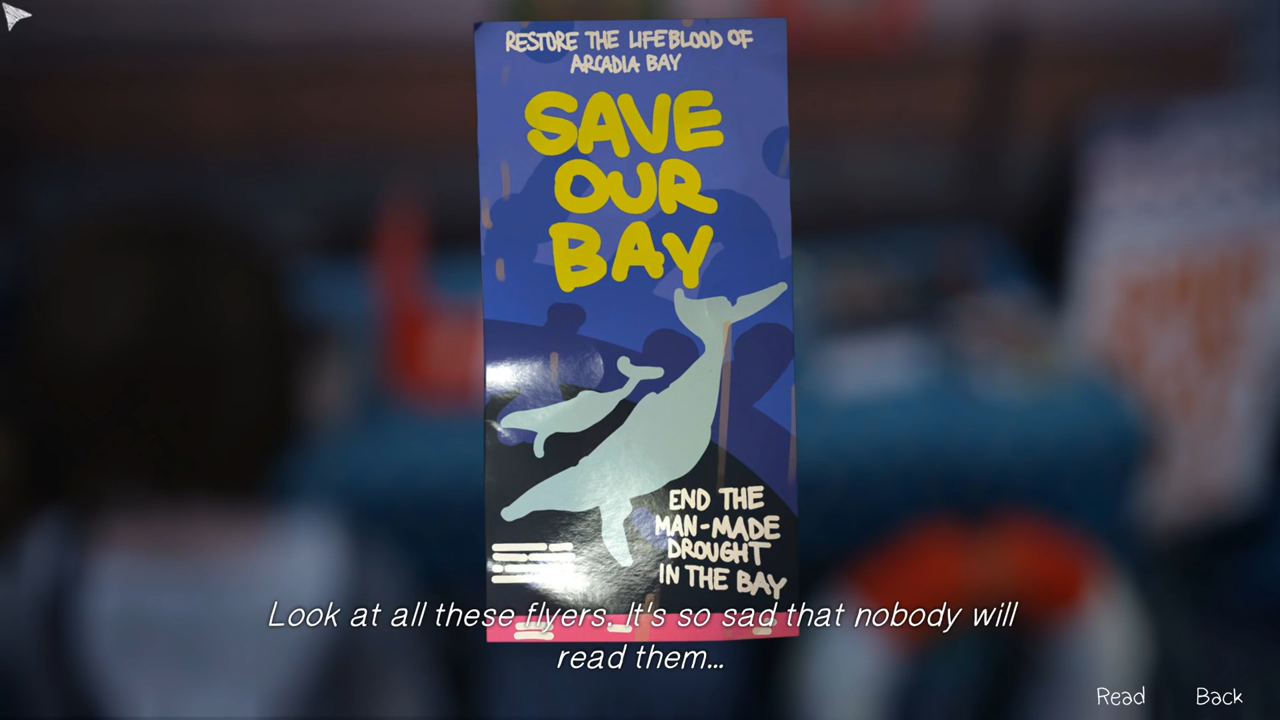 RESTORE THE LIFEBLOOD OF
ARCADIA BAY
SAVE
OUR
BAY
END THE
MAN-MADE
DROUGHT
IN THE BAY
Look at all these flyers. It's so sad that nobody will
read them...
Read Back